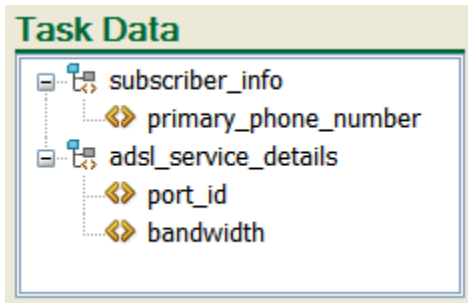 Task Data
subscriber_info
primary_phone_number
adsl_service_details
port_id
bandwidth